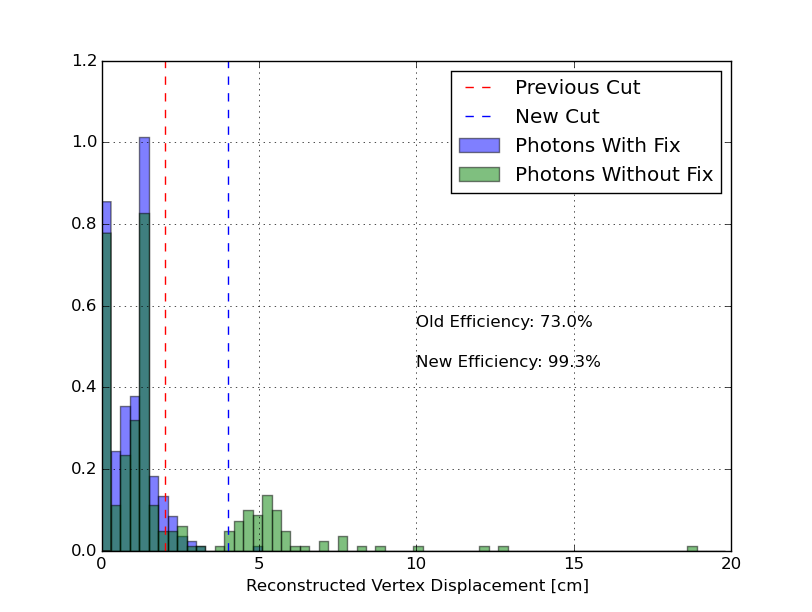 1.2
1.0
0.8
0.6
0.4
0.2
0.0
Previous Cut
New Cut
Photons With Fix
Photons Without Fix
Old Efficiency: 73.0%
New Efficiency: 99.3%
0 5 10 15 20
Reconstructed Vertex Displacement [cm]